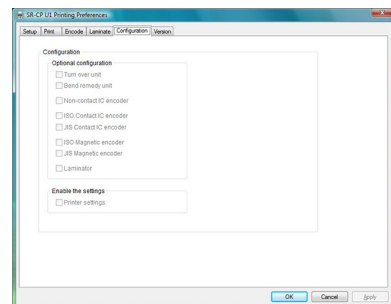 SR-CP U1 Printing Preferences
Setup Print Encode Laminate Configuration Version
Configuration
Optional configuration
Turn over unit
Bend remedy unit
Non-contact IC encoder
ISO Contact IC encoder
JIS Contact IC encoder
ISO Magnetic encoder
JIS Magnetic encoder
Laminator
Enable the settings
Printer settings
OK Cancel Apply